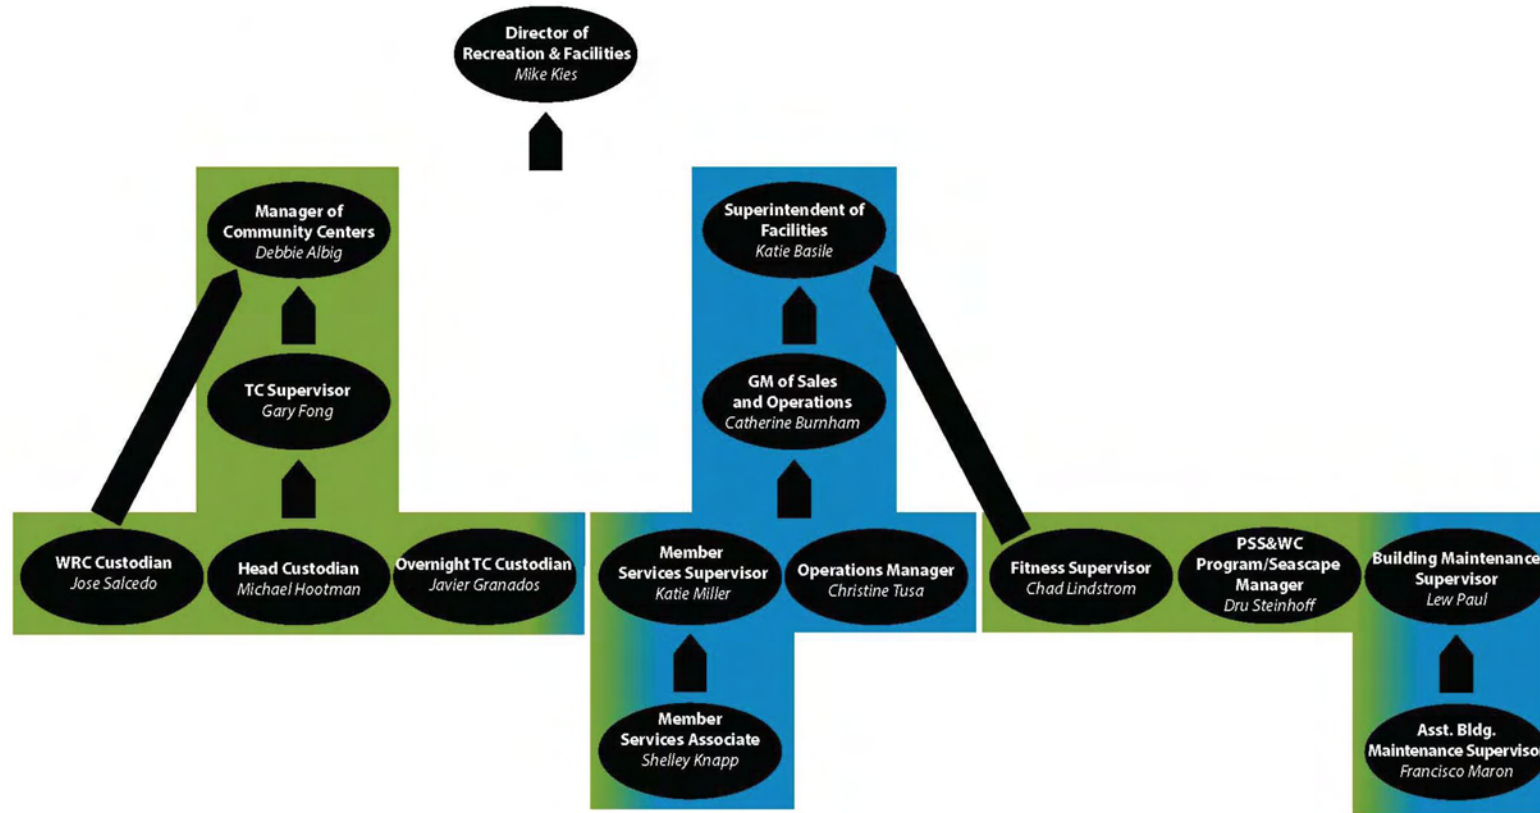 Director of
Recreation & Facilities
Mike Kies
Manager of
Community Centers
Debbie Albig
Superintendent of
Facilities
Katie Basile
TC Supervisor
Gary Fong
GM of Sales
and Operations
Catherine Burnham
WRC Custodian
Jose Salcedo
Head Custodian
Michael Hootman
Overnight TC Custodian
Javier Granados
Member
Services Supervisor
Katie Miller
Operations Manager
Christine Tusa
Fitness Supervisor
Chad Lindstrom
PSS&WC
Program/Seascape
Manager
Dru Steinhoff
Building Maintenance
Supervisor
Lew Paul
Member
Services Associate
Shelley Knapp
Asst. Bldg.
Maintenance Supervisor
Francisco Maron